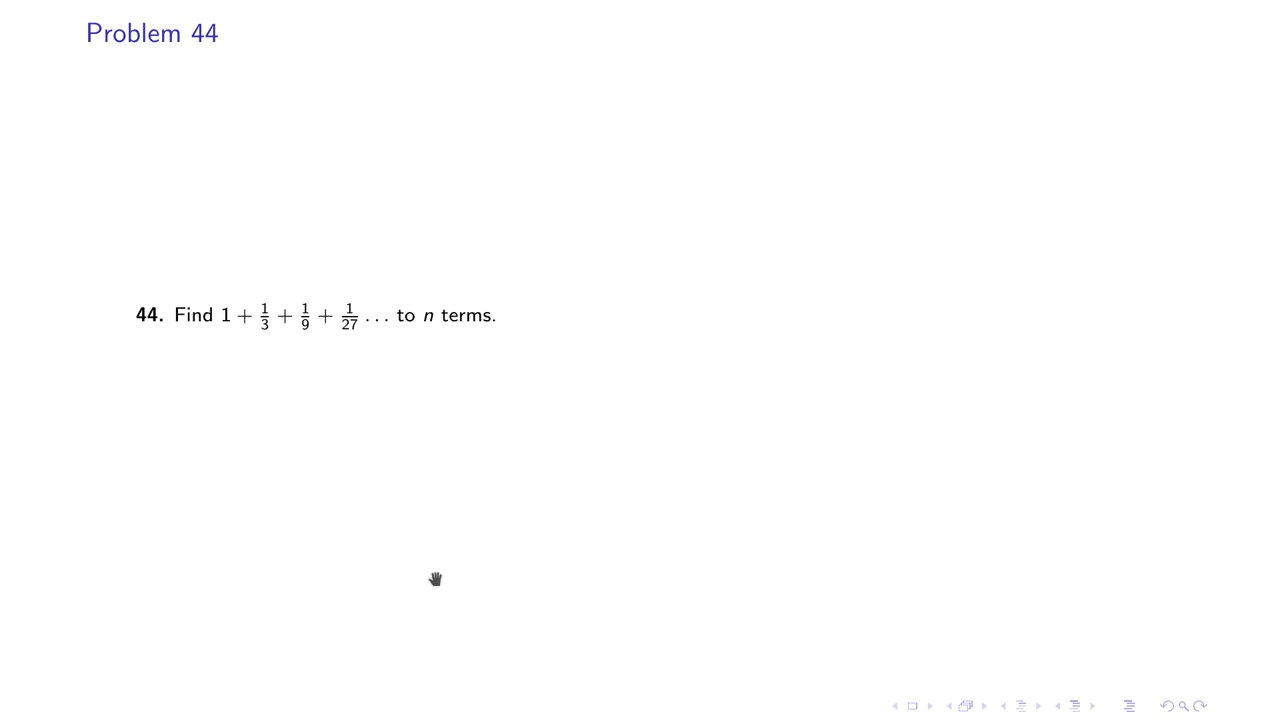 Problem 44
44. Find 1 + 1/3 + 1/9 + 1/27 ... to n terms.